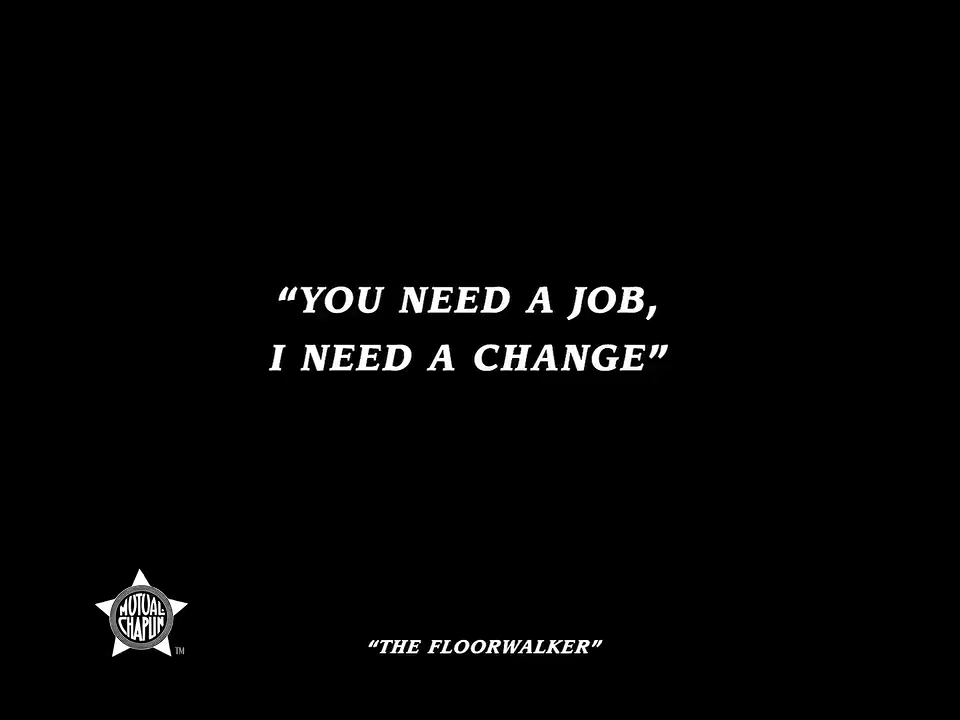 “YOU NEED A JOB,
I NEED A CHANGE”
MUTUAL-
CHAPLIN
TM
“THE FLOORWALKER”